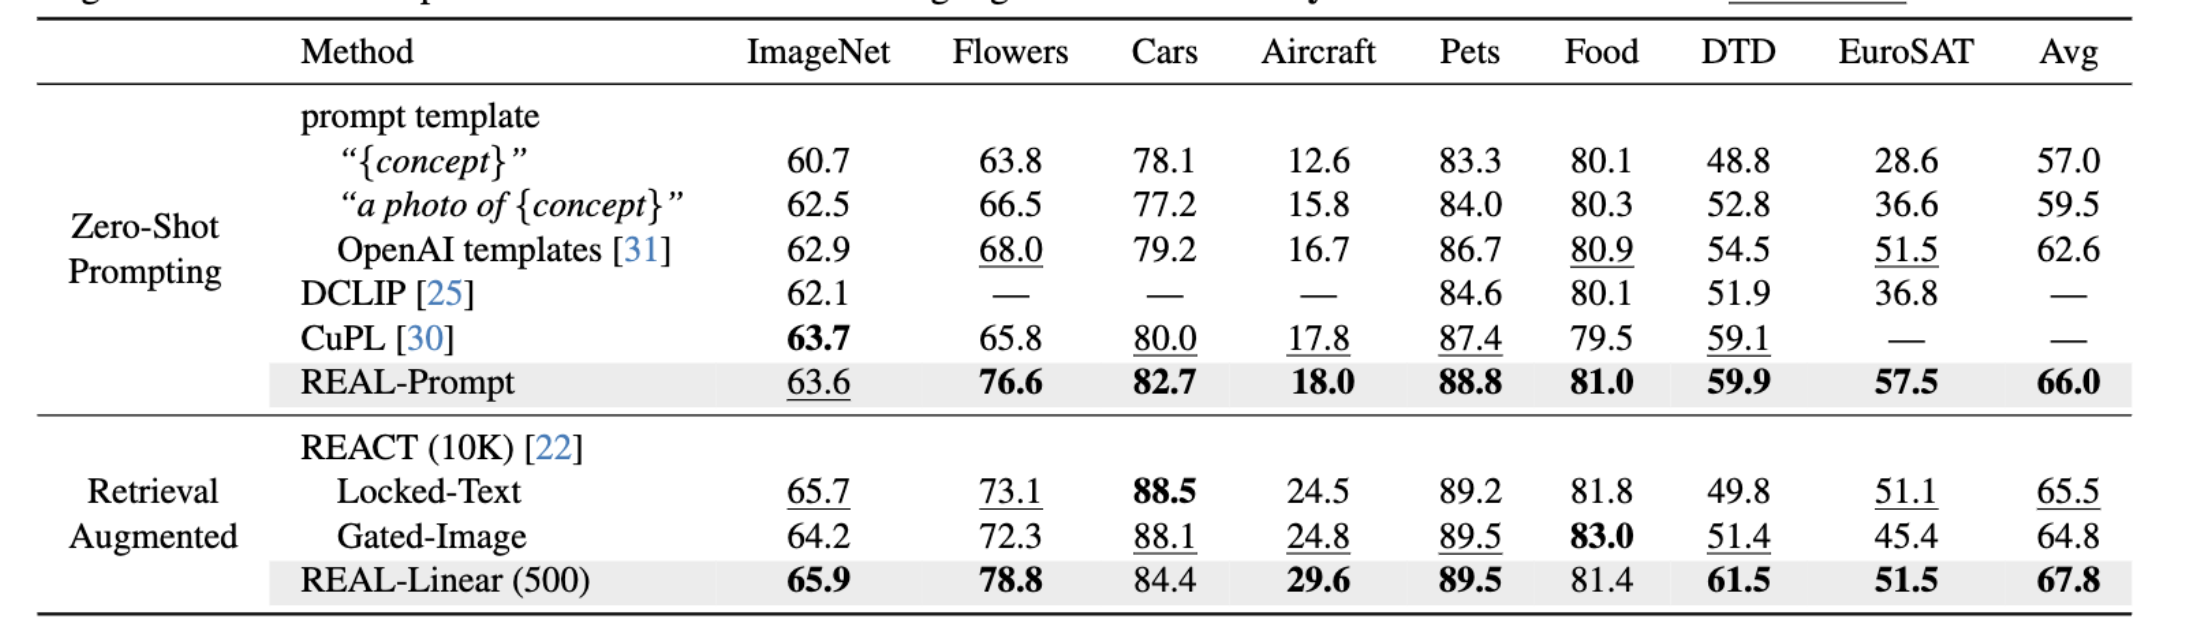 Method ImageNet Flowers Cars Aircraft Pets Food DTD EuroSAT Avg
prompt template
“{concept}” 60.7 63.8 78.1 12.6 83.3 80.1 48.8 28.6 57.0
“a photo of {concept}” 62.5 66.5 77.2 15.8 84.0 80.3 52.8 36.6 59.5
Zero-Shot
Prompting
OpenAI templates [31] 62.9 68.0 79.2 16.7 86.7 80.9 54.5 51.5 62.6
DCLIP [25] 62.1 — — — 84.6 80.1 51.9 36.8 —
CuPL [30] 63.7 65.8 80.0 17.8 87.4 79.5 59.1 — —
REAL-Prompt 63.6 76.6 82.7 18.0 88.8 81.0 59.9 57.5 66.0
REACT (10K) [22]
Retrieval
Augmented
Locked-Text 65.7 73.1 88.5 24.5 89.2 81.8 49.8 51.1 65.5
Gated-Image 64.2 72.3 88.1 24.8 89.5 83.0 51.4 45.4 64.8
REAL-Linear (500) 65.9 78.8 84.4 29.6 89.5 81.4 61.5 51.5 67.8